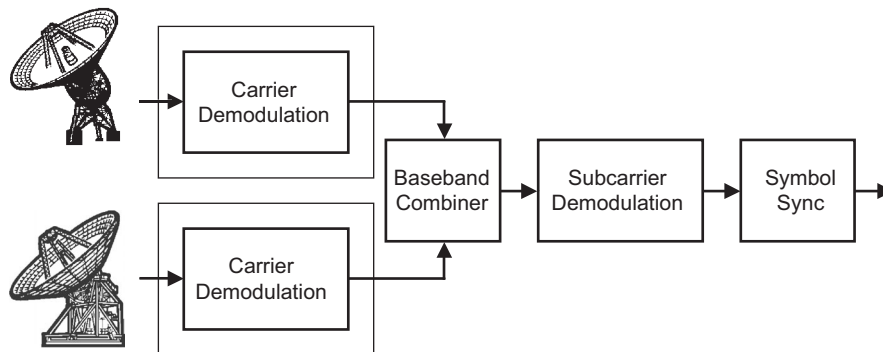 Carrier
Demodulation
Baseband
Combiner
Subcarrier
Demodulation
Symbol
Sync
Carrier
Demodulation